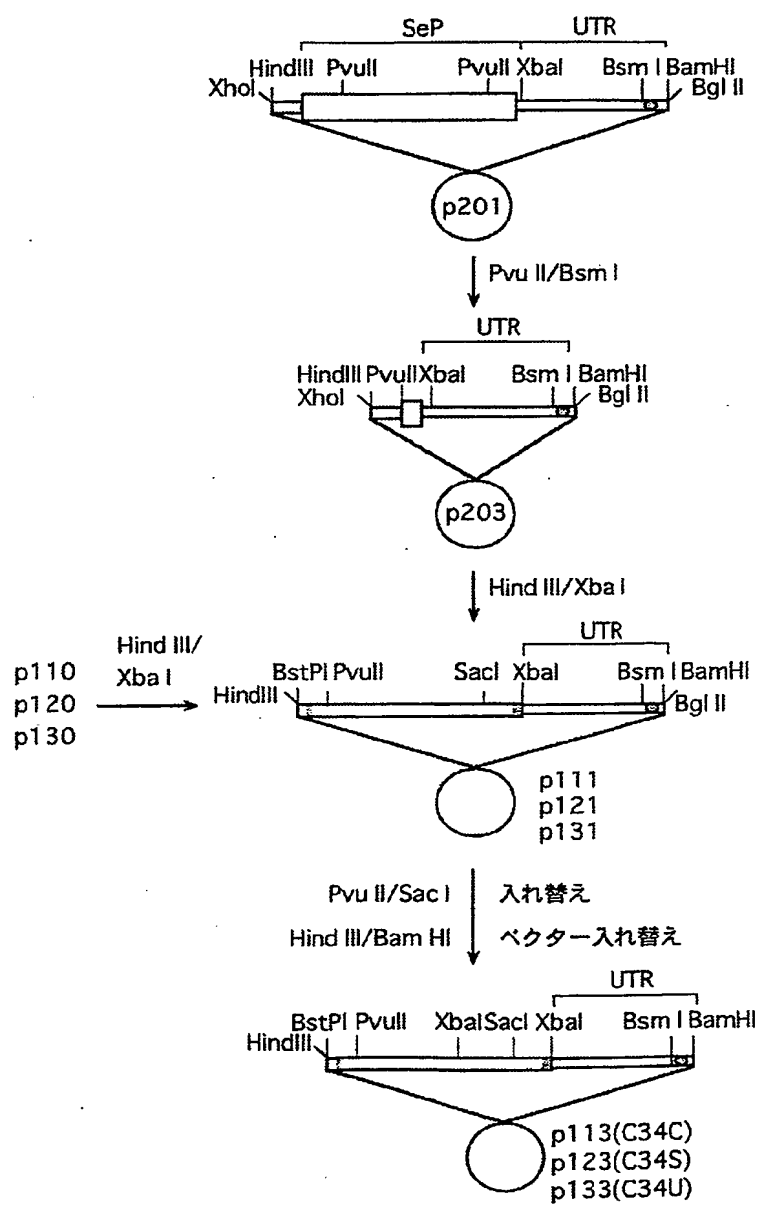 SeP UTR
HindIII PvuII PvuII XbaI Bsm I BamHI
XhoI Bgl II
p201
Pvu II/Bsm I
UTR
HindIII PvuII XbaI Bsm I BamHI
XhoI Bgl II
p203
Hind III/Xba I
Hind III/
Xba I
p110
p120
p130
UTR
BstPI PvuII SacI XbaI Bsm I BamHI
HindIII Bgl II
p111
p121
p131
Pvu II/Sac I 入れ替え
Hind III/Bam HI ベクター入れ替え
UTR
BstPI PvuII XbaI SacI XbaI Bsm I BamHI
HindIII
p113(C34C)
p123(C34S)
p133(C34U)